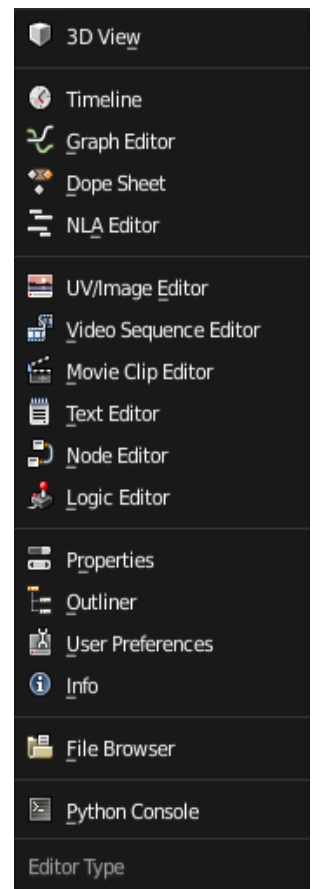 3D View
Timeline
Graph Editor
Dope Sheet
NLA Editor
UV/Image Editor
Video Sequence Editor
Movie Clip Editor
Text Editor
Node Editor
Logic Editor
Properties
Outliner
User Preferences
Info
File Browser
Python Console
Editor Type